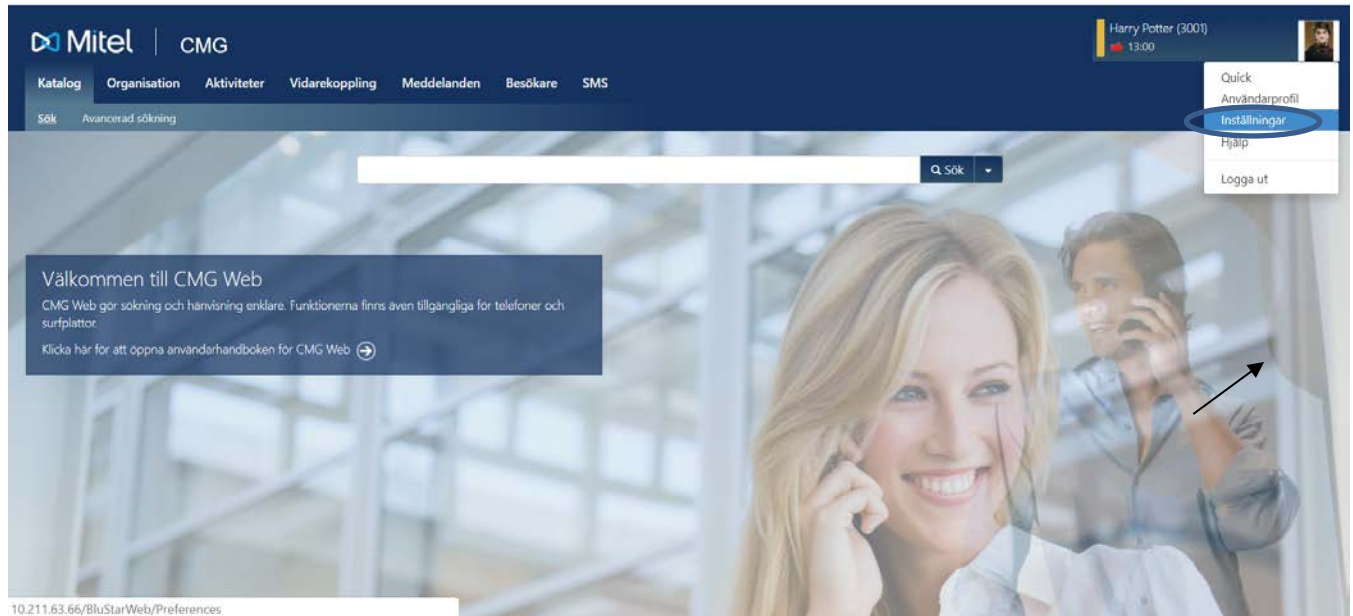 Mitel | CMG
Harry Potter (3001)
13:00
Katalog Organisation Aktiviteter Vidarekoppling Meddelanden Besökare SMS
Sök Avancerad sökning
Quick
Användarprofil
Inställningar
Hjälp
Logga ut
Sök
Välkommen till CMG Web
CMG Web gör sökning och hänvisning enklare. Funktionerna finns även tillgängliga för telefoner och
surfplattor.
Klicka här för att öppna användarhandboken för CMG Web
10.211.63.66/BluStarWeb/Preferences